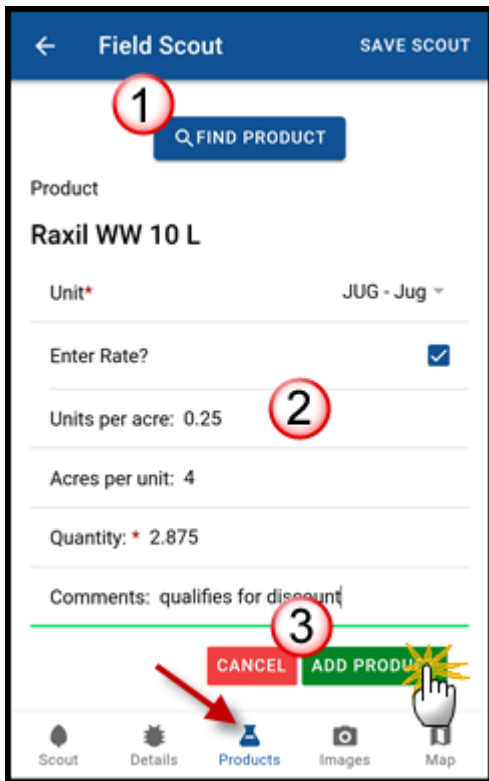 Field Scout SAVE SCOUT
1
FIND PRODUCT
Product
Raxil WW 10 L
Unit* JUG - Jug
Enter Rate?
2
Units per acre: 0.25
Acres per unit: 4
Quantity: * 2.875
Comments: qualifies for discount
3
CANCEL ADD PRODUCT
Scout Details Products Images Map